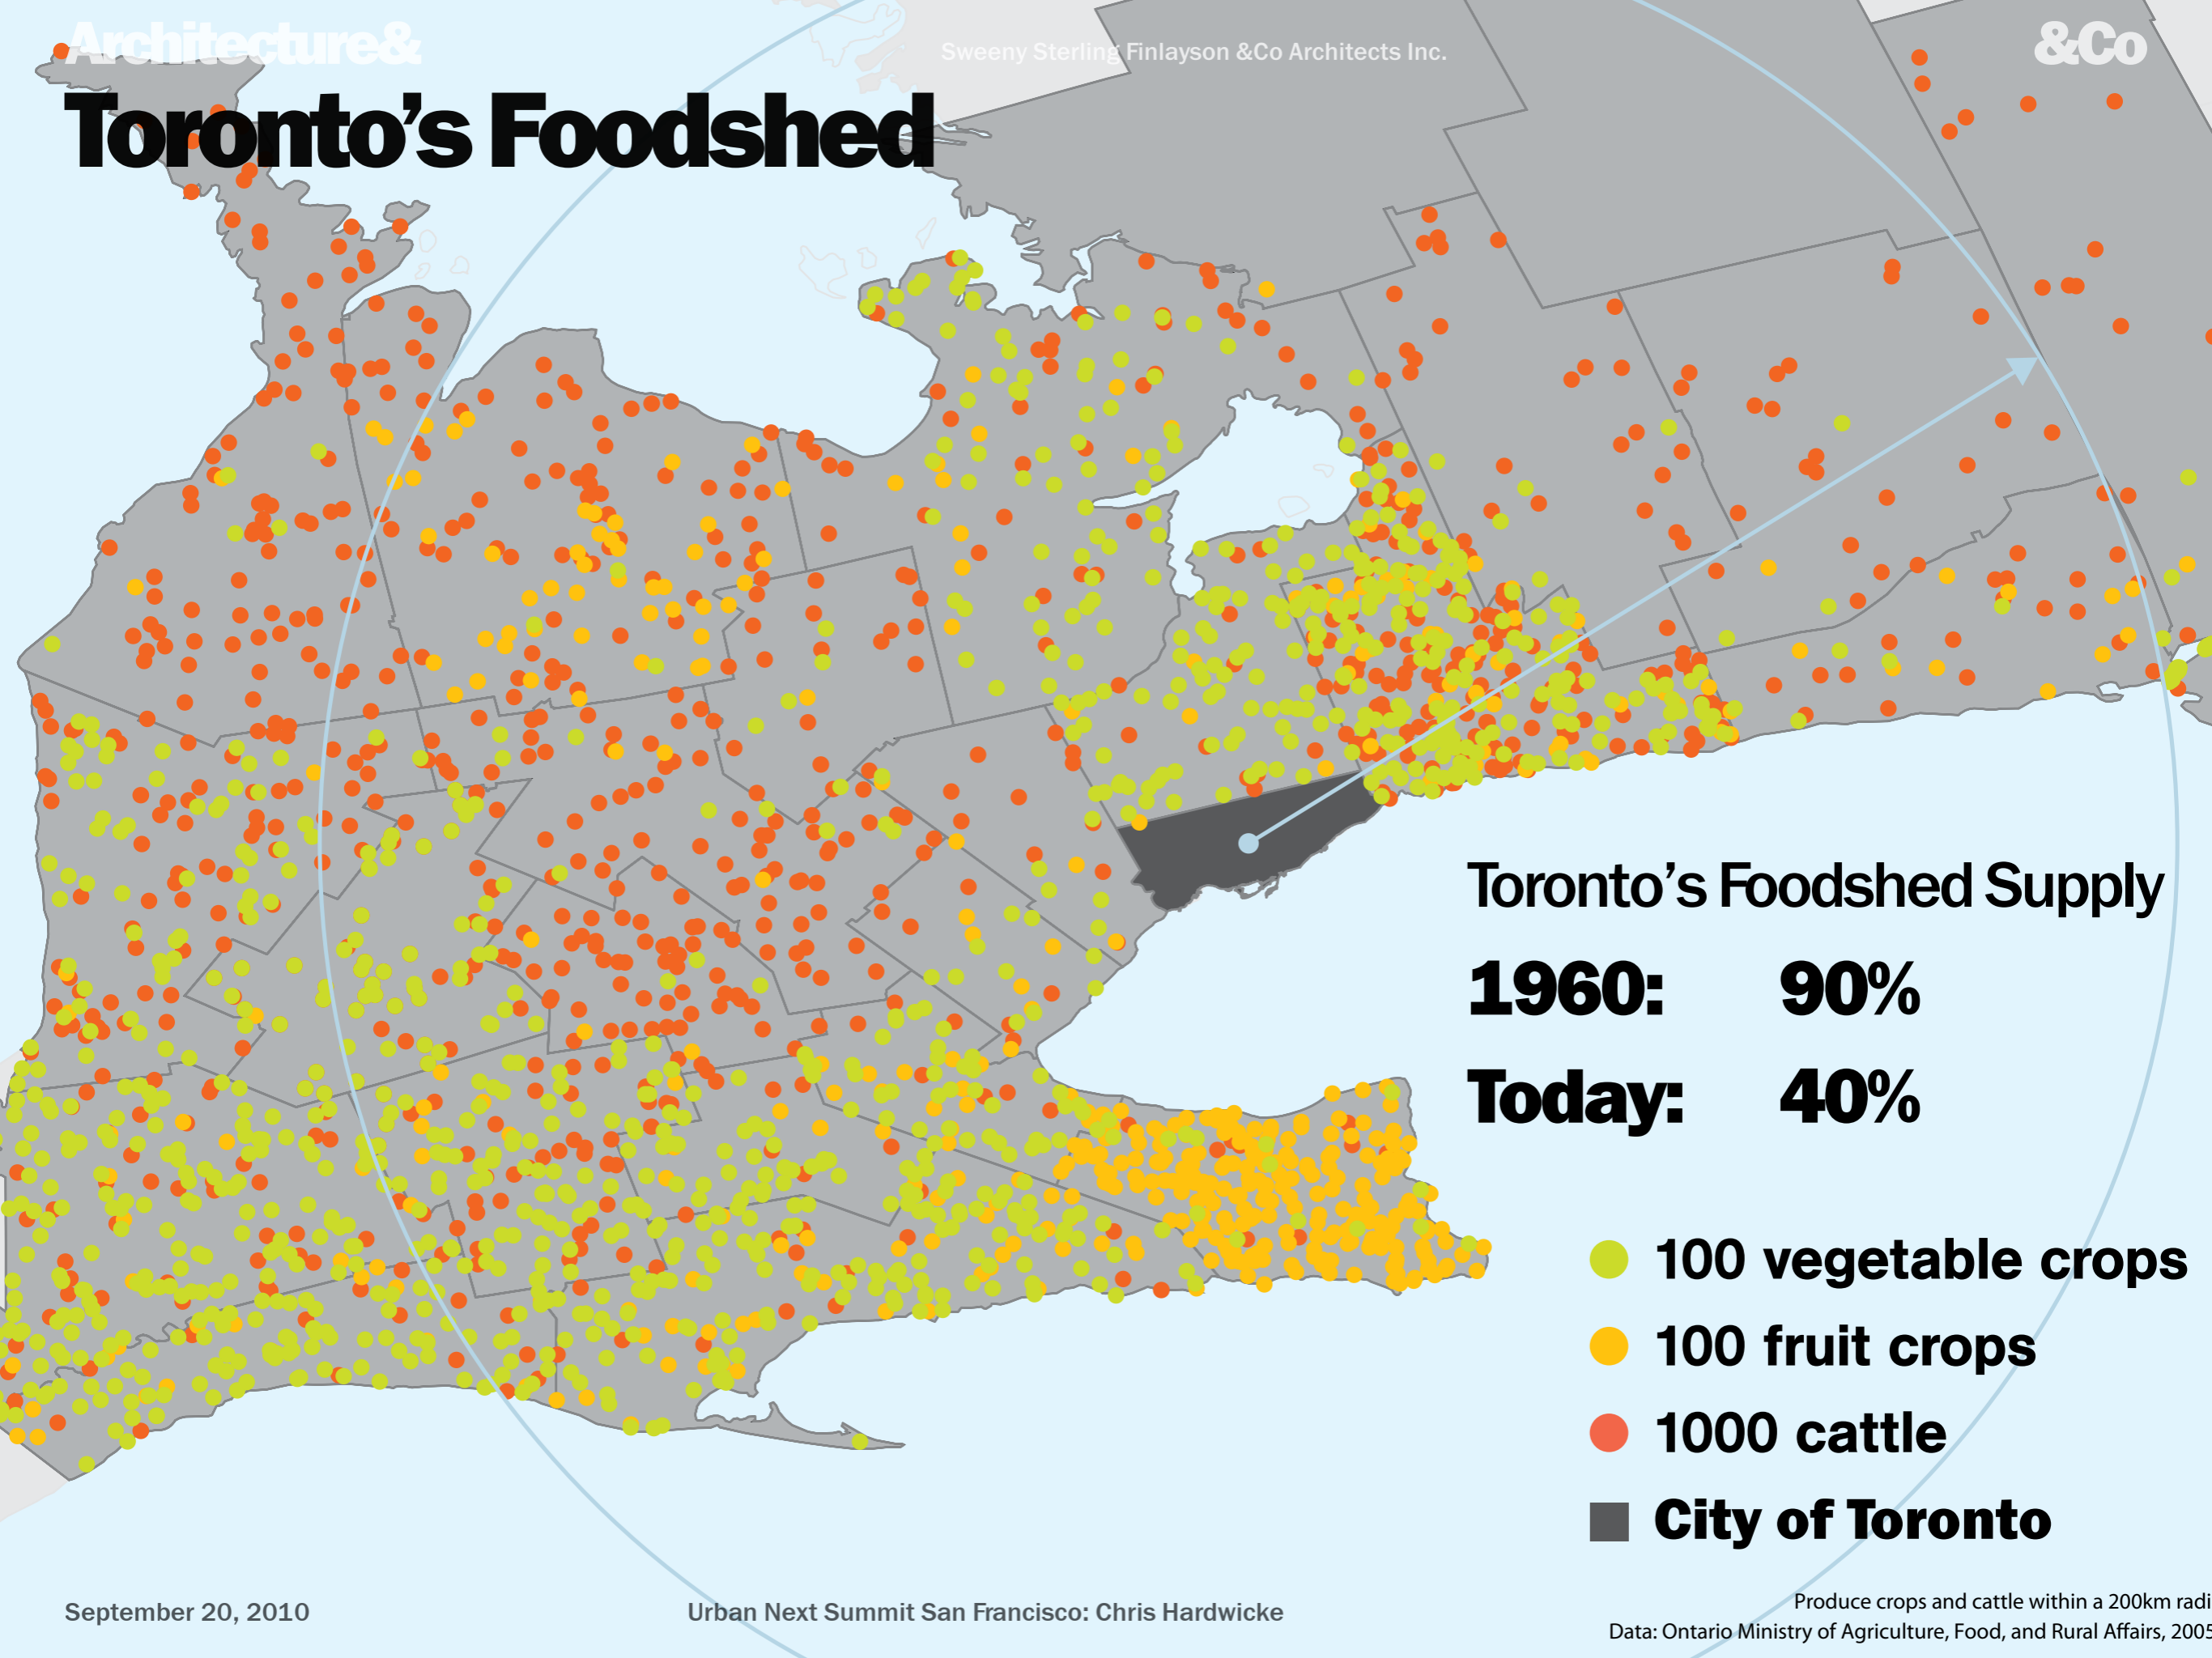 Architecture&
Sweeny Sterling Finlayson &Co Architects Inc.
&Co
Toronto’s Foodshed
Toronto’s Foodshed Supply
1960: 90%
Today: 40%
100 vegetable crops
100 fruit crops
1000 cattle
City of Toronto
September 20, 2010
Urban Next Summit San Francisco: Chris Hardwicke
Produce crops and cattle within a 200km radi
Data: Ontario Ministry of Agriculture, Food, and Rural Affairs, 2005